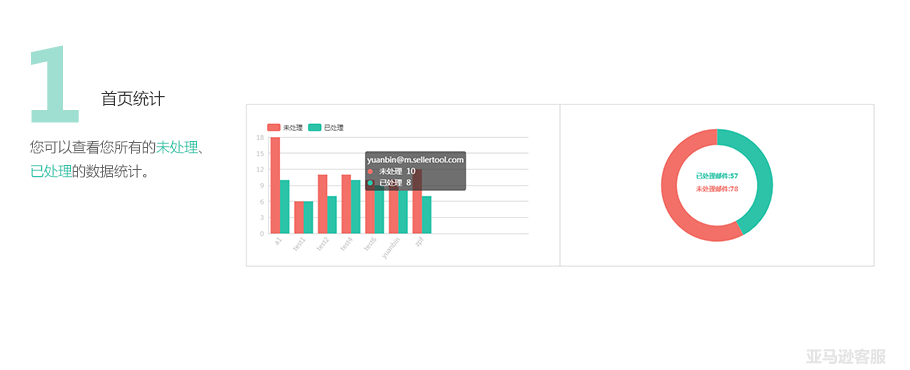 1
首页统计
您可以查看您所有的未处理、
已处理的数据统计。
未处理 已处理
18
15
12
9
6
3
0
yuanbin@m.sellertool.com
未处理 10
已处理 8
a1 test1 test2 test4 test6 yuanbin zpf
已处理邮件:57
未处理邮件:78
亚马逊客服